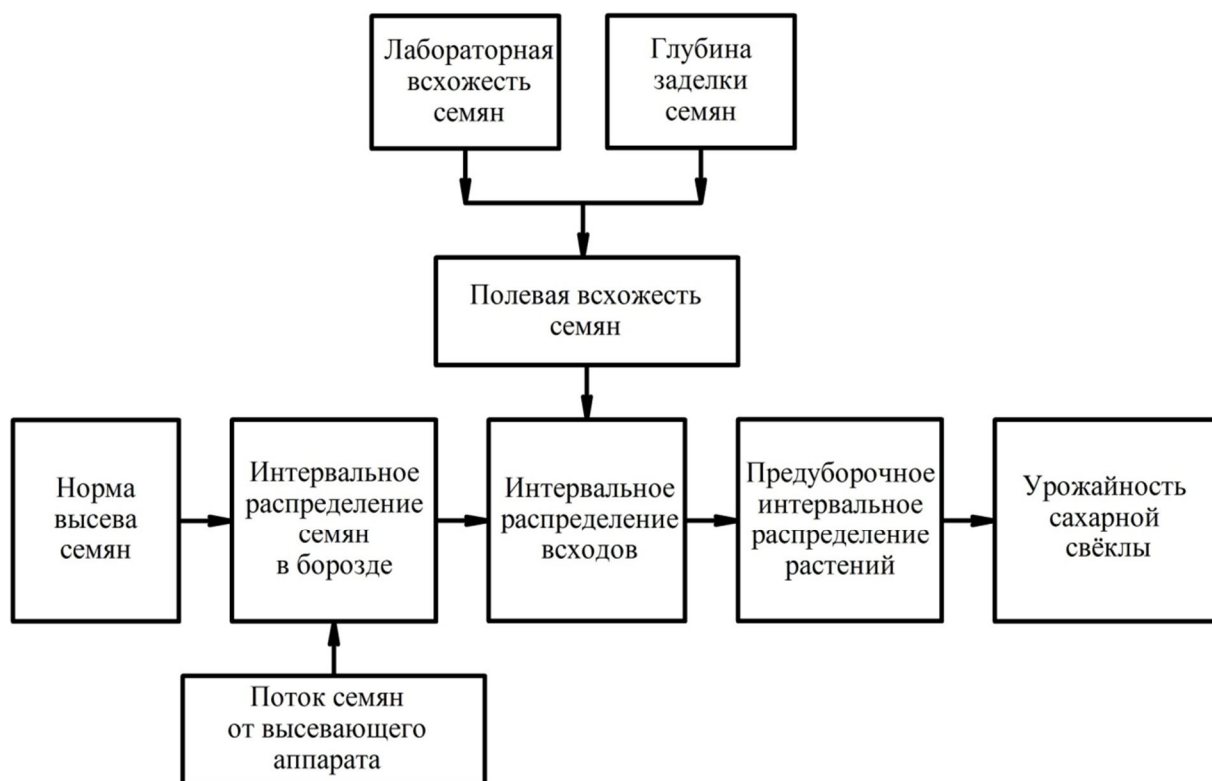 Лабораторная
всхожесть
семян
Глубина
заделки
семян
Полевая всхожесть
семян
Норма
высева
семян
Интервальное
распределение
семян
в борозде
Интервальное
распределение
всходов
Предуборочное
интервальное
распределение
растений
Урожайность
сахарной
свёклы
Поток семян
от высевающего
аппарата